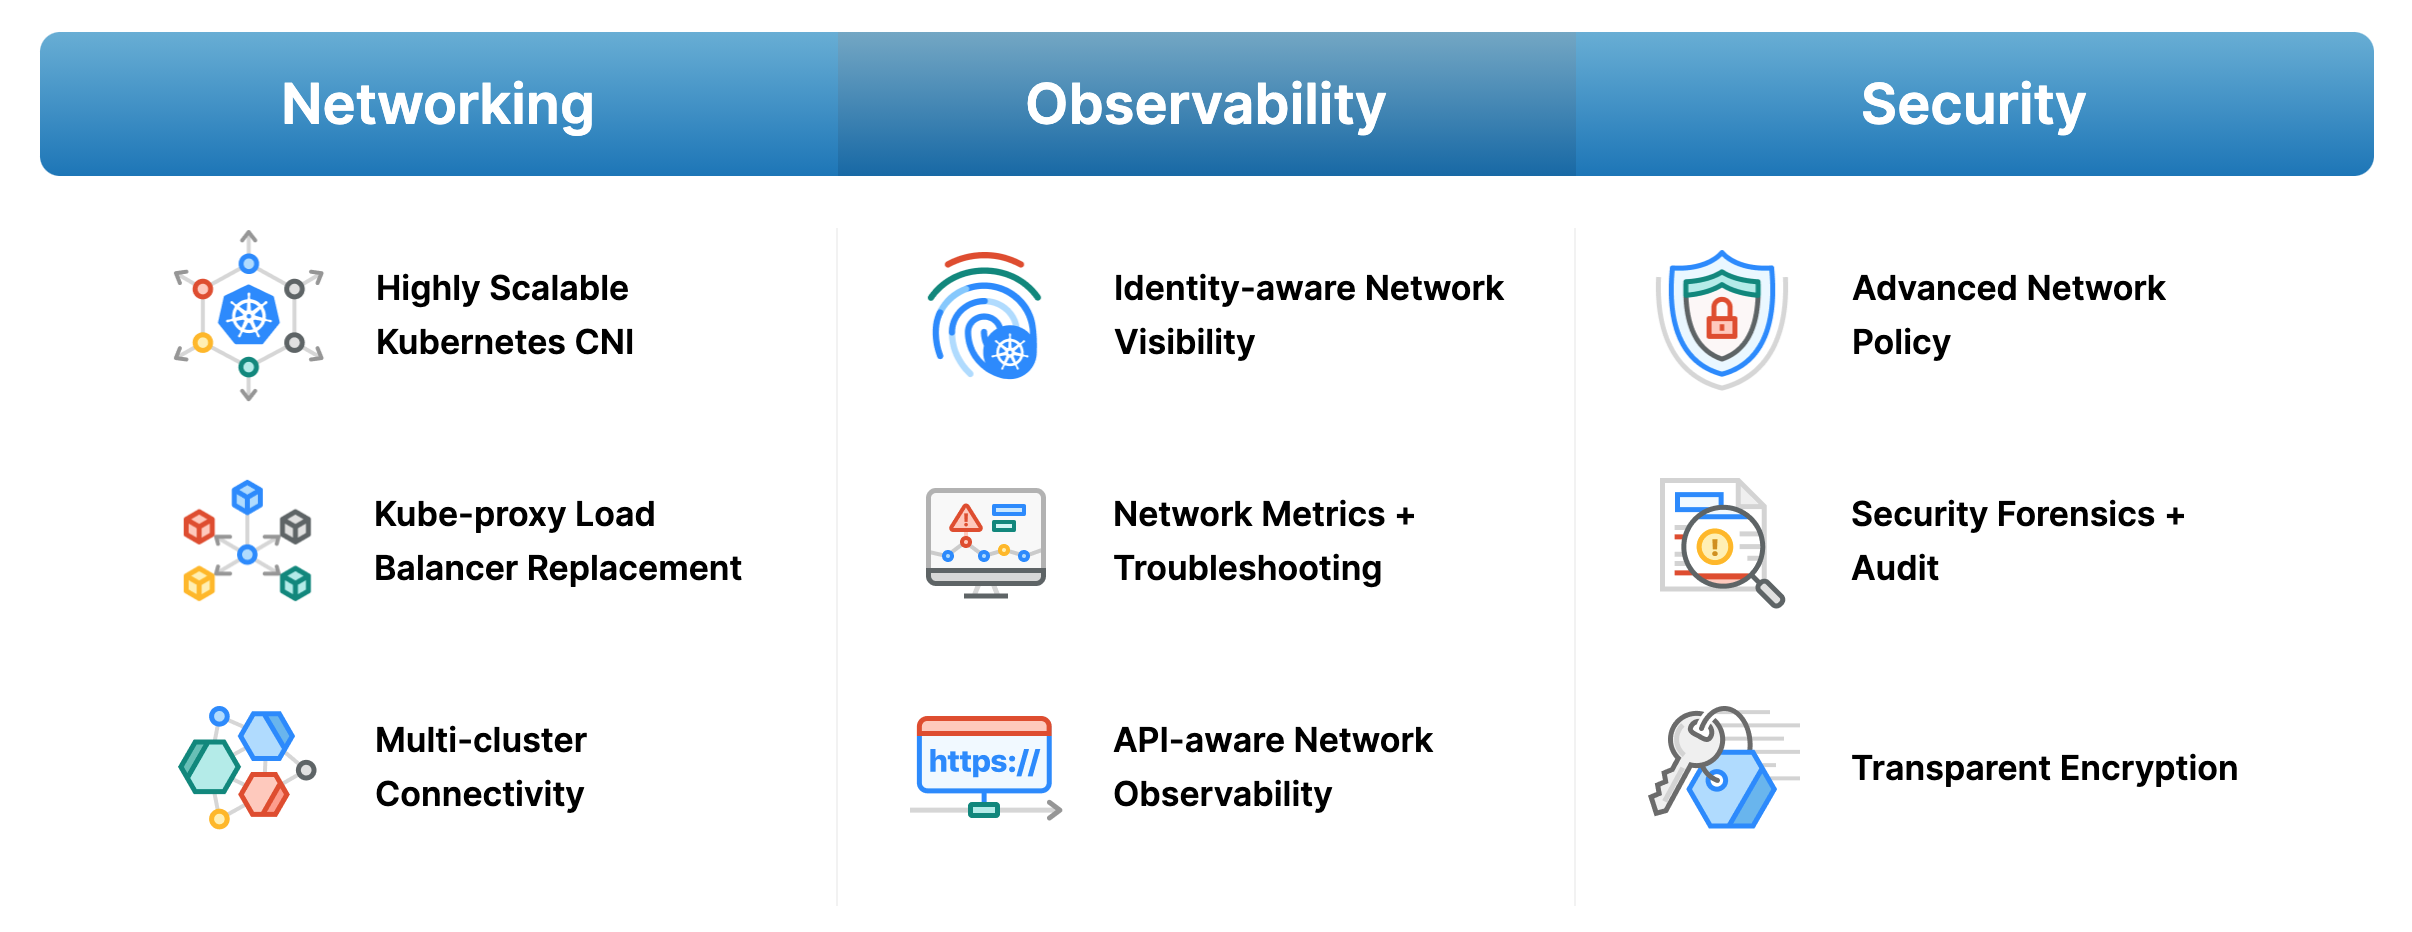 Networking
Observability
Security
Highly Scalable
Kubernetes CNI
Identity-aware Network
Visibility
Advanced Network
Policy
Kube-proxy Load
Balancer Replacement
Network Metrics +
Troubleshooting
Security Forensics +
Audit
Multi-cluster
Connectivity
https://
API-aware Network
Observability
Transparent Encryption